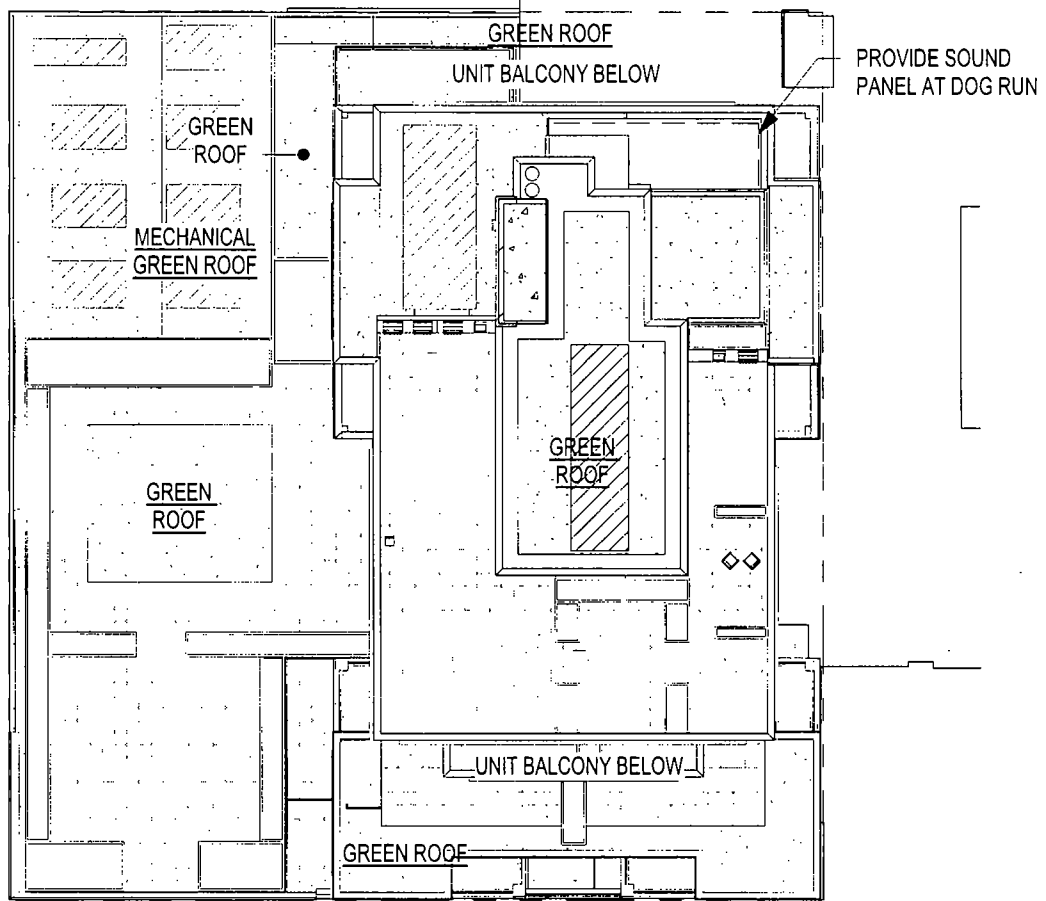 GREEN ROOF
UNIT BALCONY BELOW
PROVIDE SOUND
PANEL AT DOG RUN
GREEN
ROOF
MECHANICAL
GREEN ROOF
GREEN
ROOF
GREEN
ROOF
UNIT BALCONY BELOW
GREEN ROOF